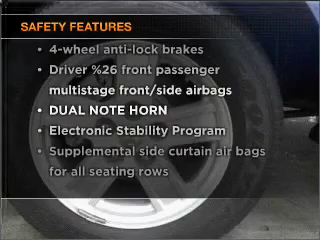 SAFETY FEATURES
• 4-wheel anti-lock brakes
• Driver %26 front passenger
multistage front/side airbags
• DUAL NOTE HORN
• Electronic Stability Program
• Supplemental side curtain air bags
for all seating rows